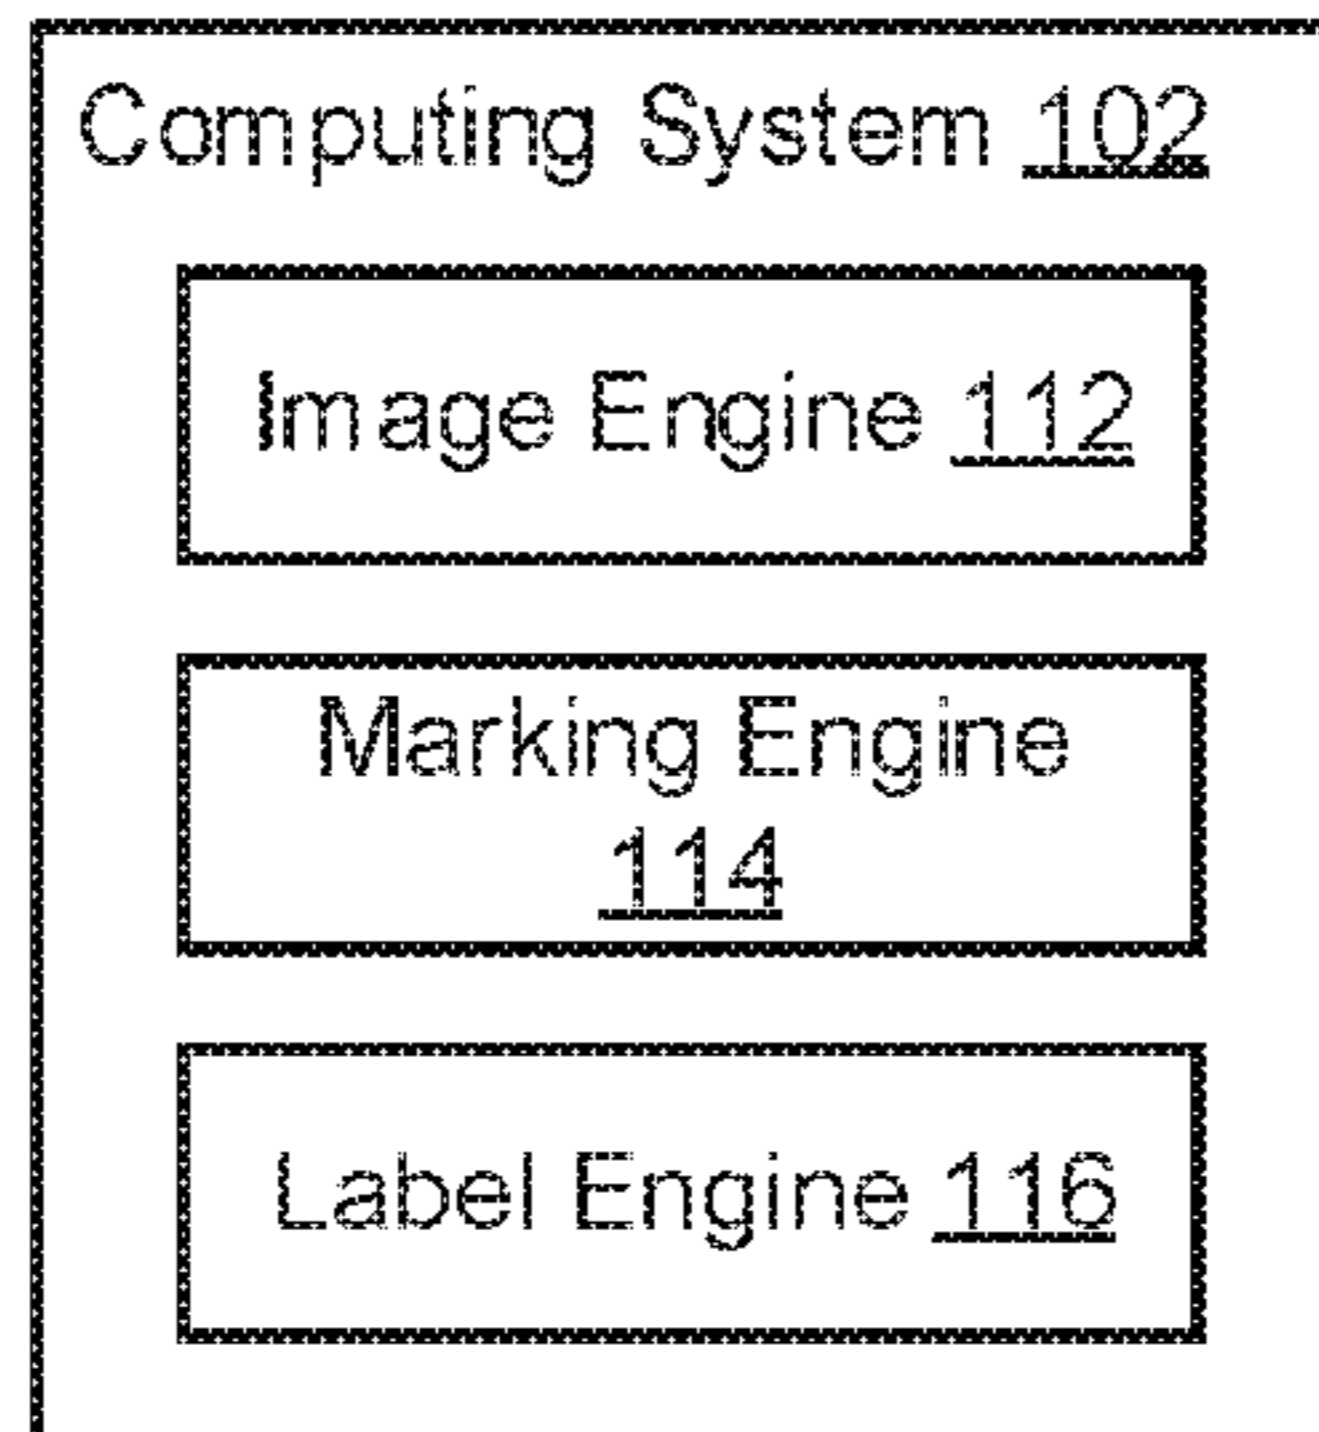 Computing System 102
Image Engine 112
Marking Engine
114
Label Engine 116